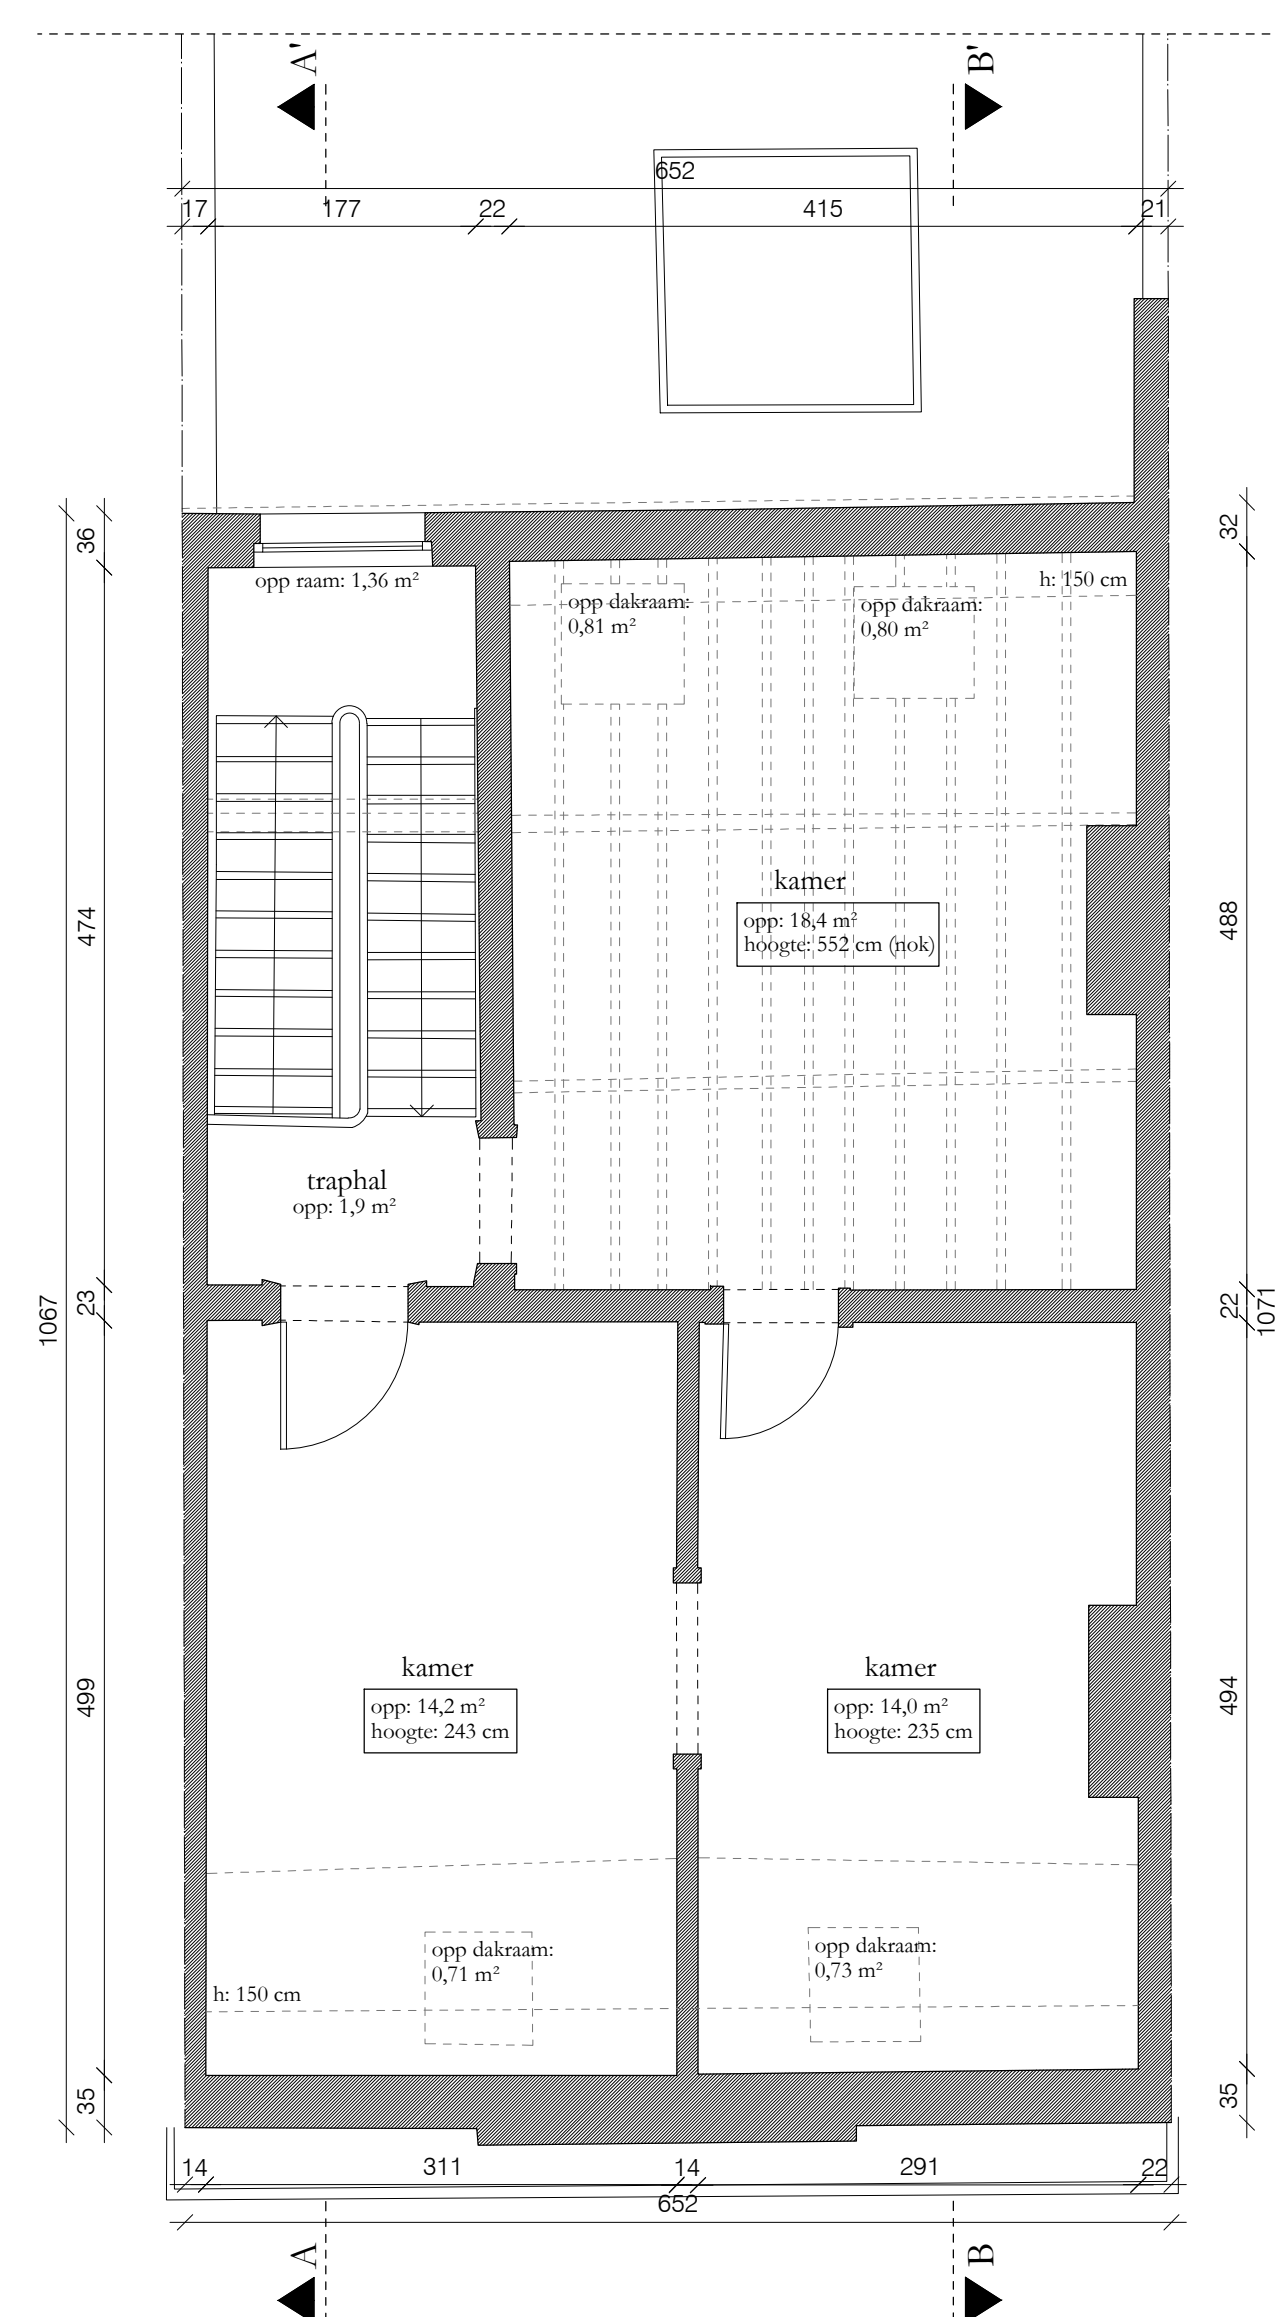 A'
B'
652
17
177
22
415
21
36
32
opp raam: 1,36 m²
h: 150 cm
opp dakraam:
0,81 m²
opp dakraam:
0,80 m²
kamer
opp: 18,4 m²
hoogte: 552 cm (nok)
474
488
traphal
opp: 1,9 m²
1067
23
22
1071
499
494
kamer
opp: 14,2 m²
hoogte: 243 cm
kamer
opp: 14,0 m²
hoogte: 235 cm
opp dakraam:
0,71 m²
opp dakraam:
0,73 m²
h: 150 cm
35
35
14
311
14
291
22
652
A
B